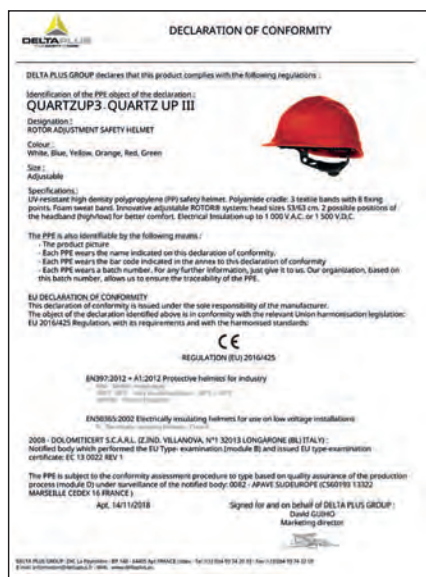 DELTAPLUS
DECLARATION OF CONFORMITY
DELTA PLUS GROUP declares that this product complies with the following regulations :
Identification of the PPE object of the declaration :
QUARTZUP3-QUARTZ UP III
Designation :
ROTOR ADJUSTMENT SAFETY HELMET
Colour :
White, Blue, Yellow, Orange, Red, Green
Size :
Adjustable
Specifications :
UV-resistant high density polypropylene (PP) safety helmet. Polyamide cradle: 3 textile bands with 8 fixing
points. Foam sweat band. Innovative adjustable ROTOR® system: head sizes 53/63 cm. 2 possible positions of
the headband (high/low) for better comfort. Electrical insulation up to 1 000 V.A.C. or 1 500 V.D.C.
The PPE is also identifiable by the following means :
- The product picture
- Each PPE wears the name indicated on this declaration of conformity.
- Each PPE wears the bar code indicated in the annex to this declaration of conformity
- Each PPE wears a batch number. For any further information, just give it to us. Our organization, based on
this batch number, allows us to ensure the traceability of the PPE.
EU DECLARATION OF CONFORMITY
This declaration of conformity is issued under the sole responsibility of the manufacturer.
The object of the declaration identified above is in conformity with the relevant Union harmonisation legislation:
EU 2016/425 Regulation, with its requirements and with the harmonised standards:
CE
REGULATION (EU) 2016/425
EN397:2012 + A1:2012 Protective helmets for industry
EN50365:2002 Electrically insulating helmets for use on low voltage installations
2008 - DOLOMITICERT S.C.A.R.L. (Z.IND. VILLANOVA, N°1 32013 LONGARONE (BL) ITALY) :
Notified body which performed the EU Type- examination (module B) and issued EU type-examination
certificate: EC 13 0022 REV 1
The PPE is subject to the conformity assessment procedure to type based on quality assurance of the production
process (module D) under surveillance of the notified body: 0082 - APAVE SUDEUROPE (CS60193 13322
MARSEILLE CEDEX 16 FRANCE )
Apt, 14/11/2018
Signed for and on behalf of DELTA PLUS GROUP :
David GUIHO
Marketing director